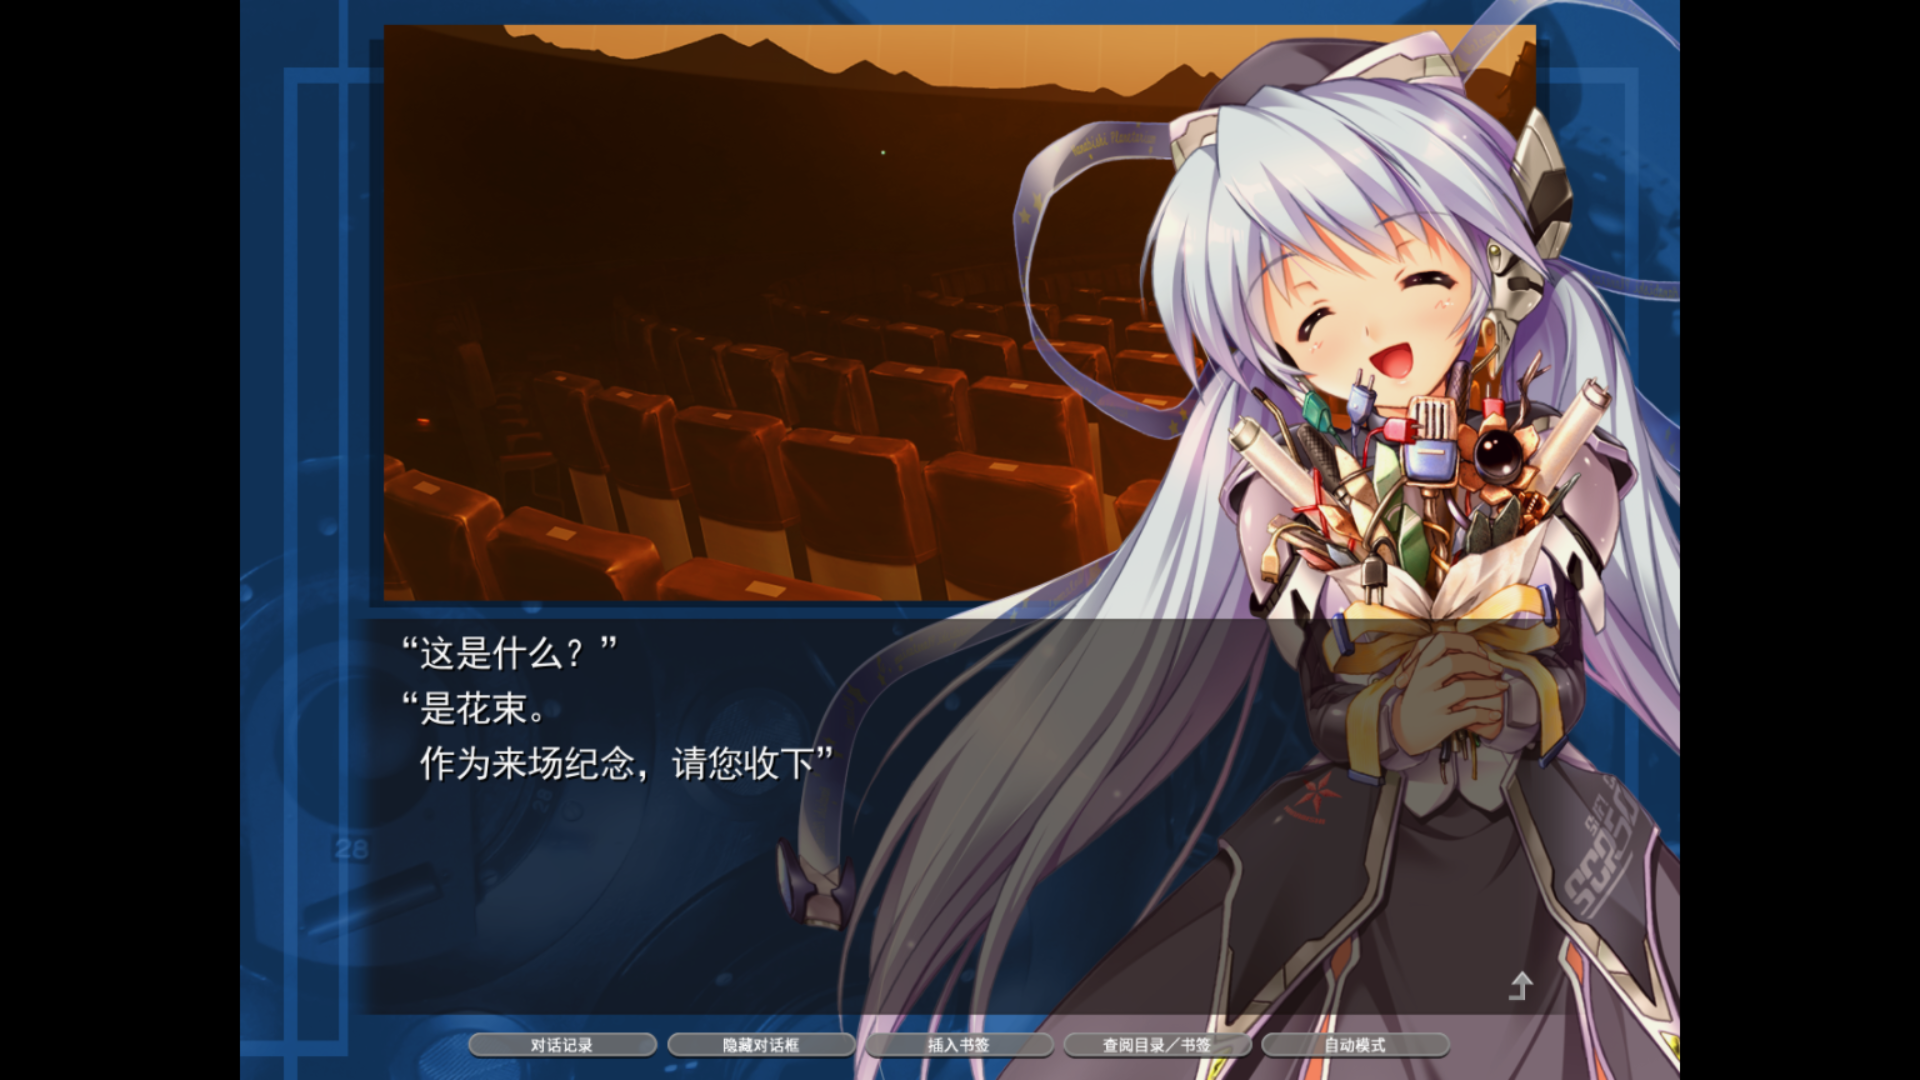 “这是什么？”
“是花束。
作为来场纪念，请您收下”
28
对话记录
隐藏对话框
插入书签
查阅目录／书签
自动模式